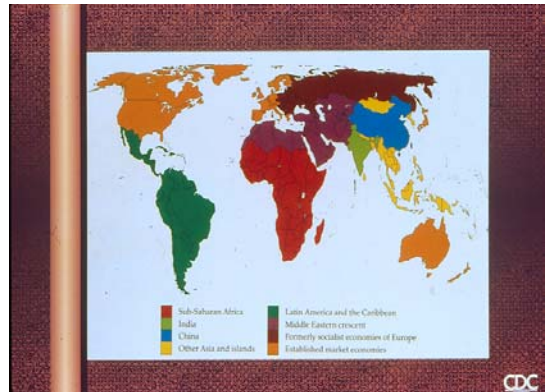 Sub-Saharan Africa
India
China
Other Asia and islands
Latin America and the Caribbean
Middle Eastern crescent
Formerly socialist economies of Europe
Established market economies
CDC